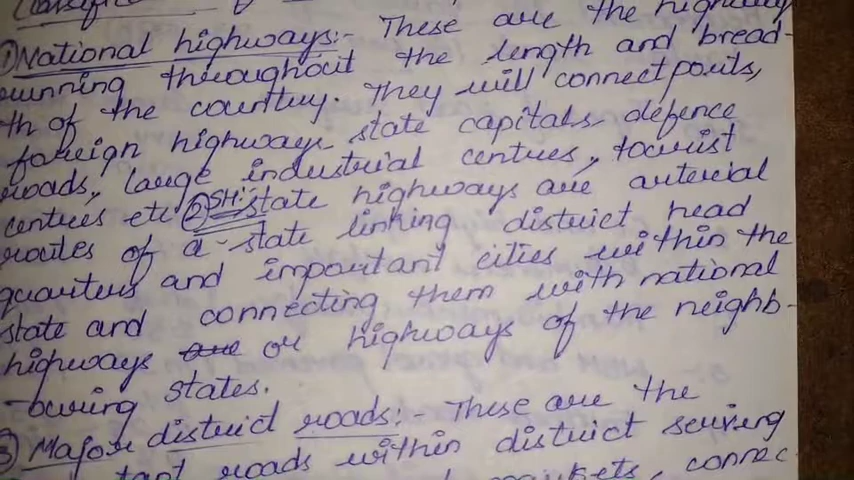 Classification
① National highways:- These are the highway
running throughout the length and bread-
th of the country. They will connect ports,
foreign highways state capitals defence
roads, large industrial centres, tourist
centres etc ② SH:- state highways are arterial
routes of a state linking district head
quarters and important cities within the
state and connecting them with national
highways are or highways of the neighb-
-ouring states.
③ Major district roads:- These are the
roads within district serving
connec